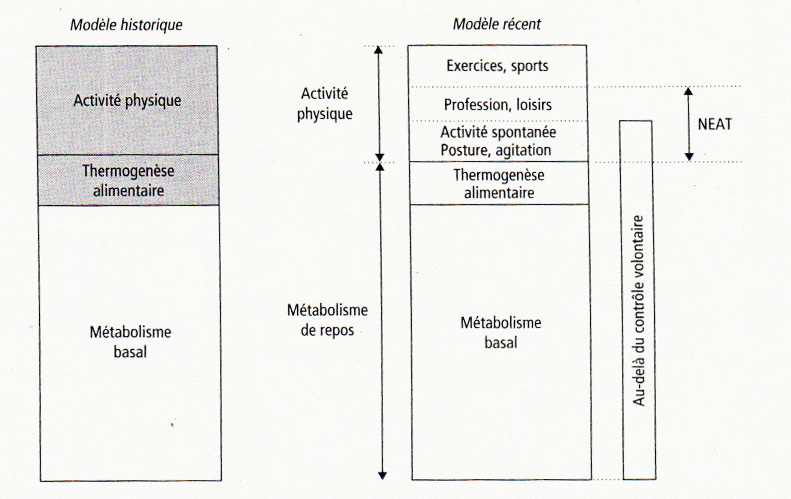 Modèle historique
Activité physique
Thermogenèse
alimentaire
Métabolisme
basal
Modèle récent
Activité
physique
Métabolisme
de repos
Exercices, sports
Profession, loisirs
Activité spontanée
Posture, agitation
Thermogenèse
alimentaire
Métabolisme
basal
NEAT
Au-delà du contrôle volontaire